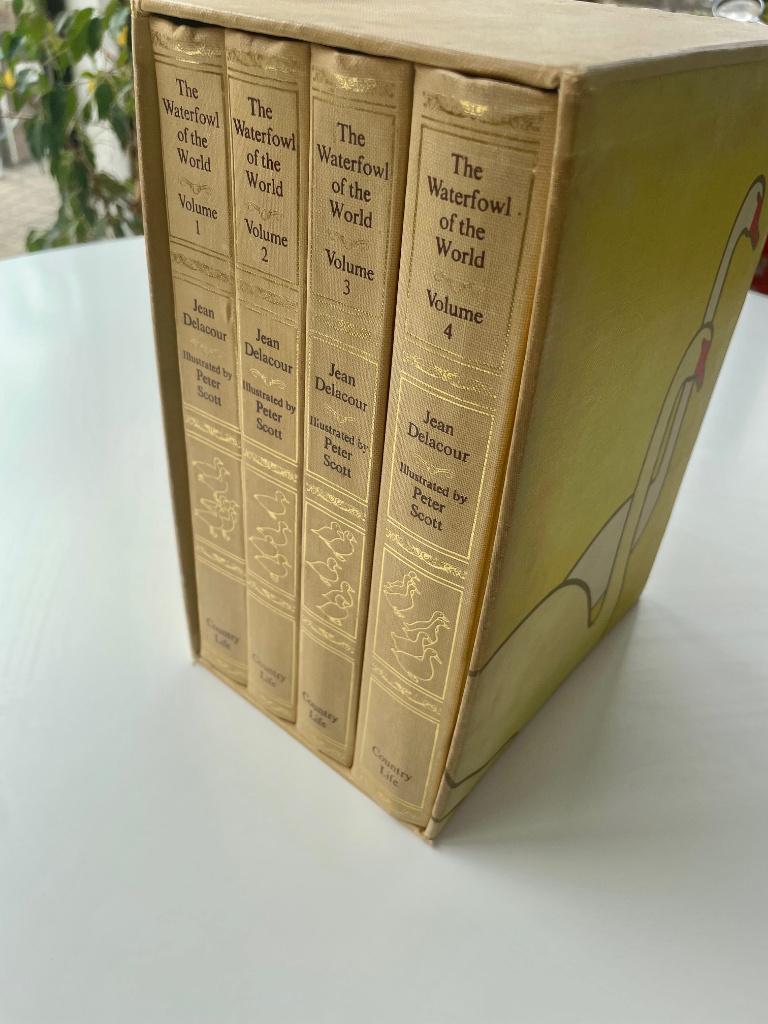 The
Waterfowl
of the
World
Volume
1
Jean
Delacour
Illustrated by
Peter
Scott
Country
Life
The
Waterfowl
of the
World
Volume
2
Jean
Delacour
Illustrated by
Peter
Scott
Country
Life
The
Waterfowl
of the
World
Volume
3
Jean
Delacour
Illustrated by
Peter
Scott
Country
Life
The
Waterfowl
of the
World
Volume
4
Jean
Delacour
Illustrated by
Peter
Scott
Country
Life